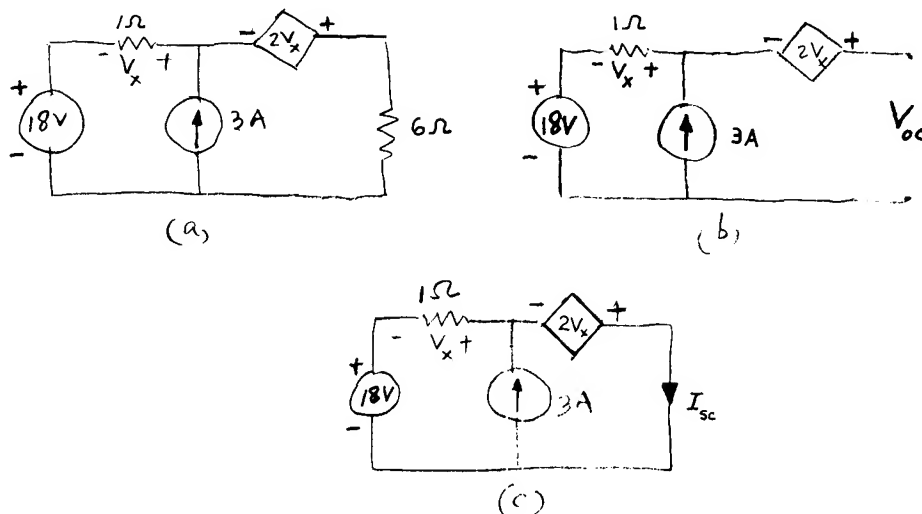 1Ω
- Vx +
- 2Vx +
+ 18V -
3A
6Ω
(a)
1Ω
- Vx +
- 2Vx +
+ 18V -
3A
Voc
(b)
1Ω
- Vx +
- 2Vx +
+ 18V -
3A
Isc
(c)